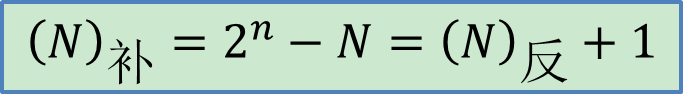 (N)补 = 2ⁿ − N = (N)反 + 1